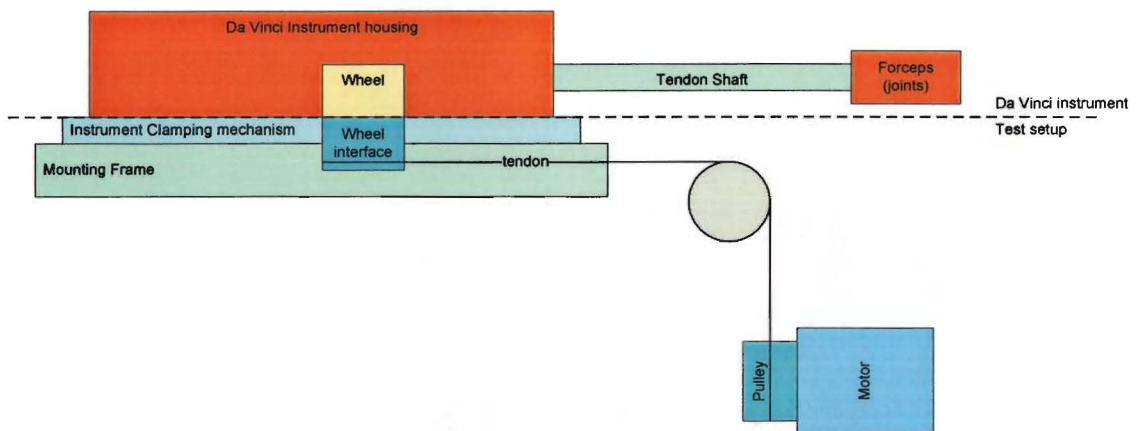 Da Vinci Instrument housing
Wheel
Tendon Shaft
Forceps
(joints)
Da Vinci instrument
Test setup
Instrument Clamping mechanism
Wheel
interface
Mounting Frame
tendon
Pulley
Motor